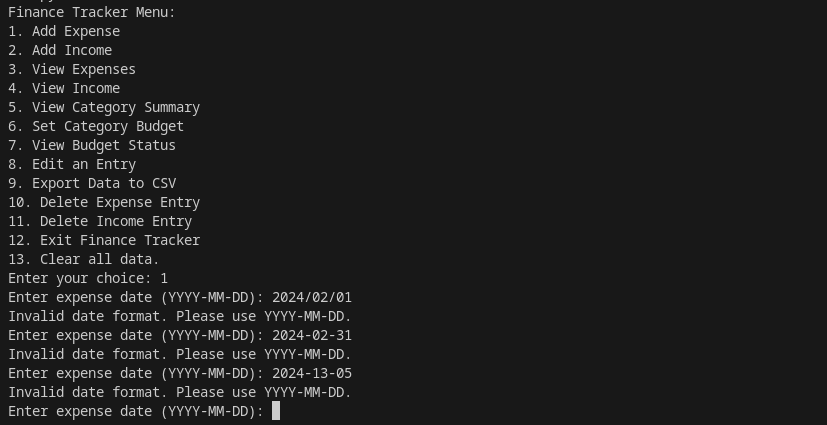 Finance Tracker Menu:
1. Add Expense
2. Add Income
3. View Expenses
4. View Income
5. View Category Summary
6. Set Category Budget
7. View Budget Status
8. Edit an Entry
9. Export Data to CSV
10. Delete Expense Entry
11. Delete Income Entry
12. Exit Finance Tracker
13. Clear all data.
Enter your choice: 1
Enter expense date (YYYY-MM-DD): 2024/02/01
Invalid date format. Please use YYYY-MM-DD.
Enter expense date (YYYY-MM-DD): 2024-02-31
Invalid date format. Please use YYYY-MM-DD.
Enter expense date (YYYY-MM-DD): 2024-13-05
Invalid date format. Please use YYYY-MM-DD.
Enter expense date (YYYY-MM-DD):